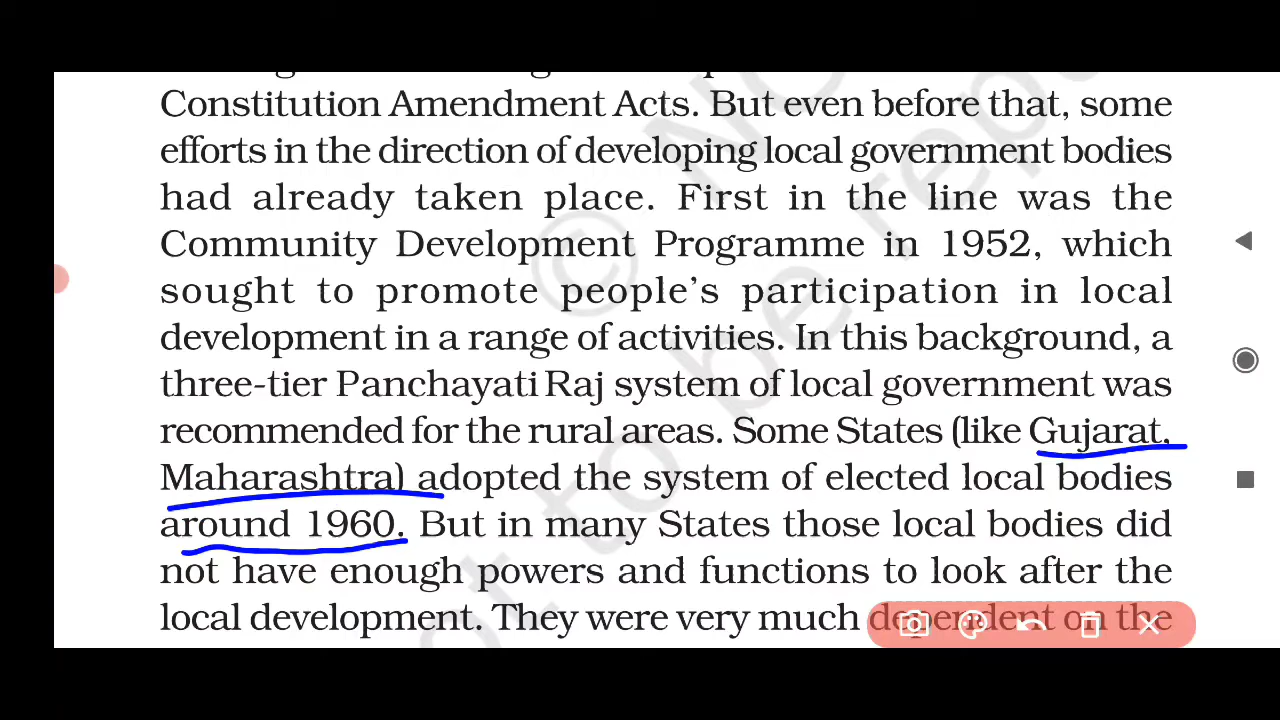 Constitution Amendment Acts. But even before that, some
efforts in the direction of developing local government bodies
had already taken place. First in the line was the
Community Development Programme in 1952, which
sought to promote people's participation in local
development in a range of activities. In this background, a
three-tier Panchayati Raj system of local government was
recommended for the rural areas. Some States (like Gujarat,
Maharashtra) adopted the system of elected local bodies
around 1960. But in many States those local bodies did
not have enough powers and functions to look after the
local development. They were very much dependent on the